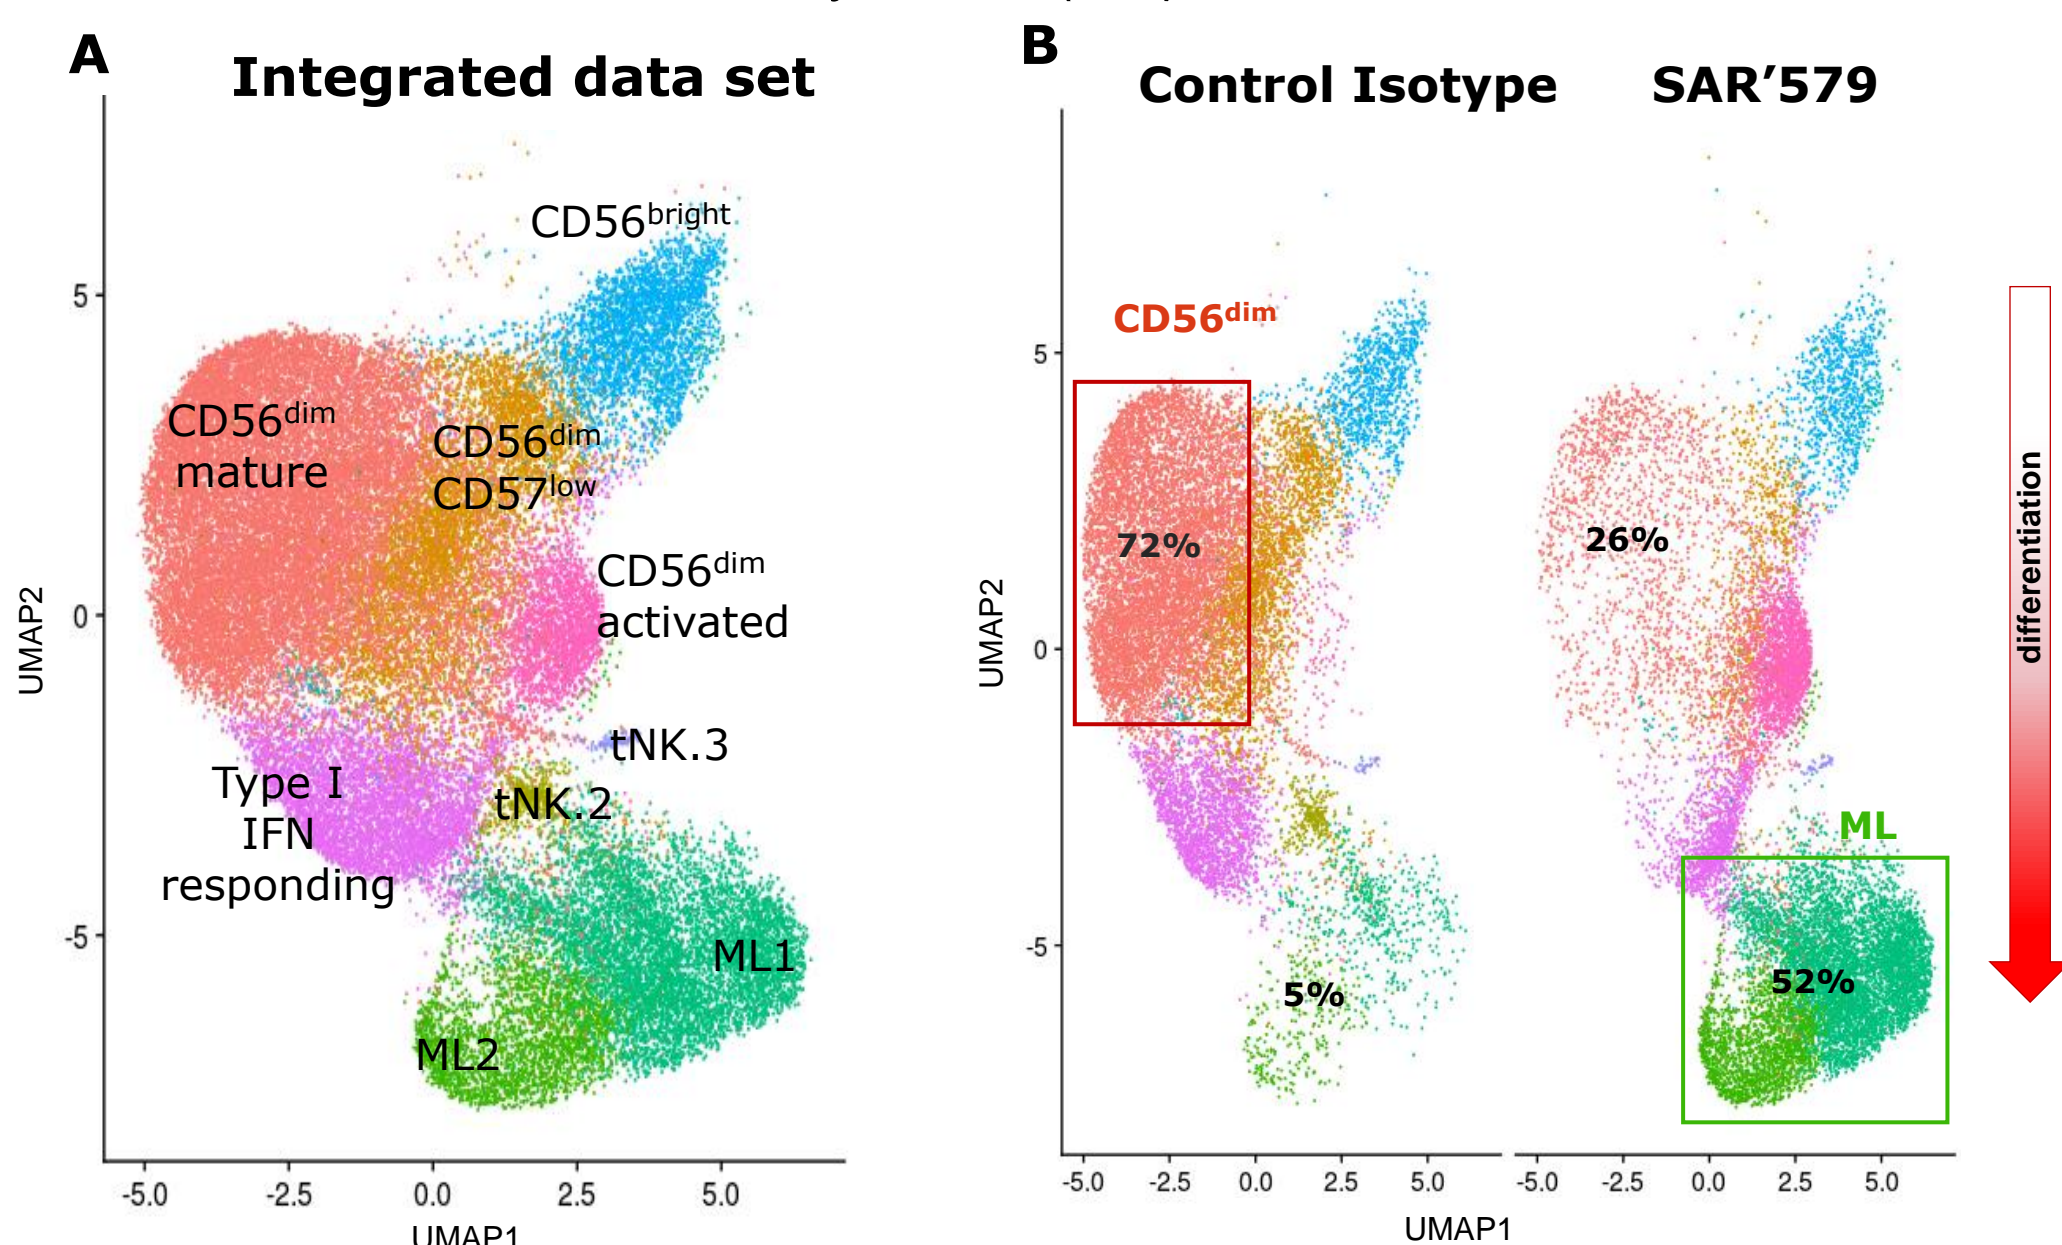 A
Integrated data set
CD56bright
CD56dim
mature
CD56dim
CD57low
CD56dim
activated
tNK.3
tNK.2
Type I
IFN
responding
ML1
ML2
5
0
-5
UMAP2
-5.0 -2.5 0.0 2.5 5.0
UMAP1
B
Control Isotype SAR’579
CD56dim
72%
26%
ML
5%
52%
5
0
-5
UMAP2
-5.0 -2.5 0.0 2.5 5.0 -5.0 -2.5 0.0 2.5 5.0
UMAP1
differentiation